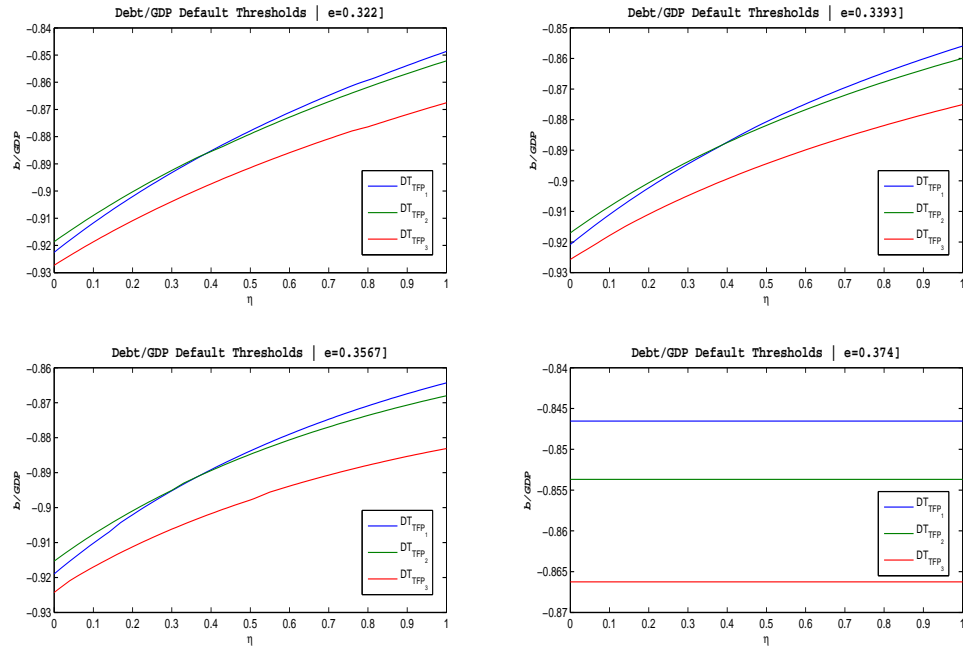 Debt/GDP Default Thresholds | e=0.322]
b/GDP
−0.84
−0.85
−0.86
−0.87
−0.88
−0.89
−0.9
−0.91
−0.92
−0.93
0 0.1 0.2 0.3 0.4 0.5 0.6 0.7 0.8 0.9 1
η
DT_TFP_1
DT_TFP_2
DT_TFP_3
Debt/GDP Default Thresholds | e=0.3393]
b/GDP
−0.85
−0.86
−0.87
−0.88
−0.89
−0.9
−0.91
−0.92
−0.93
0 0.1 0.2 0.3 0.4 0.5 0.6 0.7 0.8 0.9 1
η
DT_TFP_1
DT_TFP_2
DT_TFP_3
Debt/GDP Default Thresholds | e=0.3567]
b/GDP
−0.86
−0.87
−0.88
−0.89
−0.9
−0.91
−0.92
−0.93
0 0.1 0.2 0.3 0.4 0.5 0.6 0.7 0.8 0.9 1
η
DT_TFP_1
DT_TFP_2
DT_TFP_3
Debt/GDP Default Thresholds | e=0.374]
b/GDP
−0.84
−0.845
−0.85
−0.855
−0.86
−0.865
−0.87
0 0.1 0.2 0.3 0.4 0.5 0.6 0.7 0.8 0.9 1
η
DT_TFP_1
DT_TFP_2
DT_TFP_3